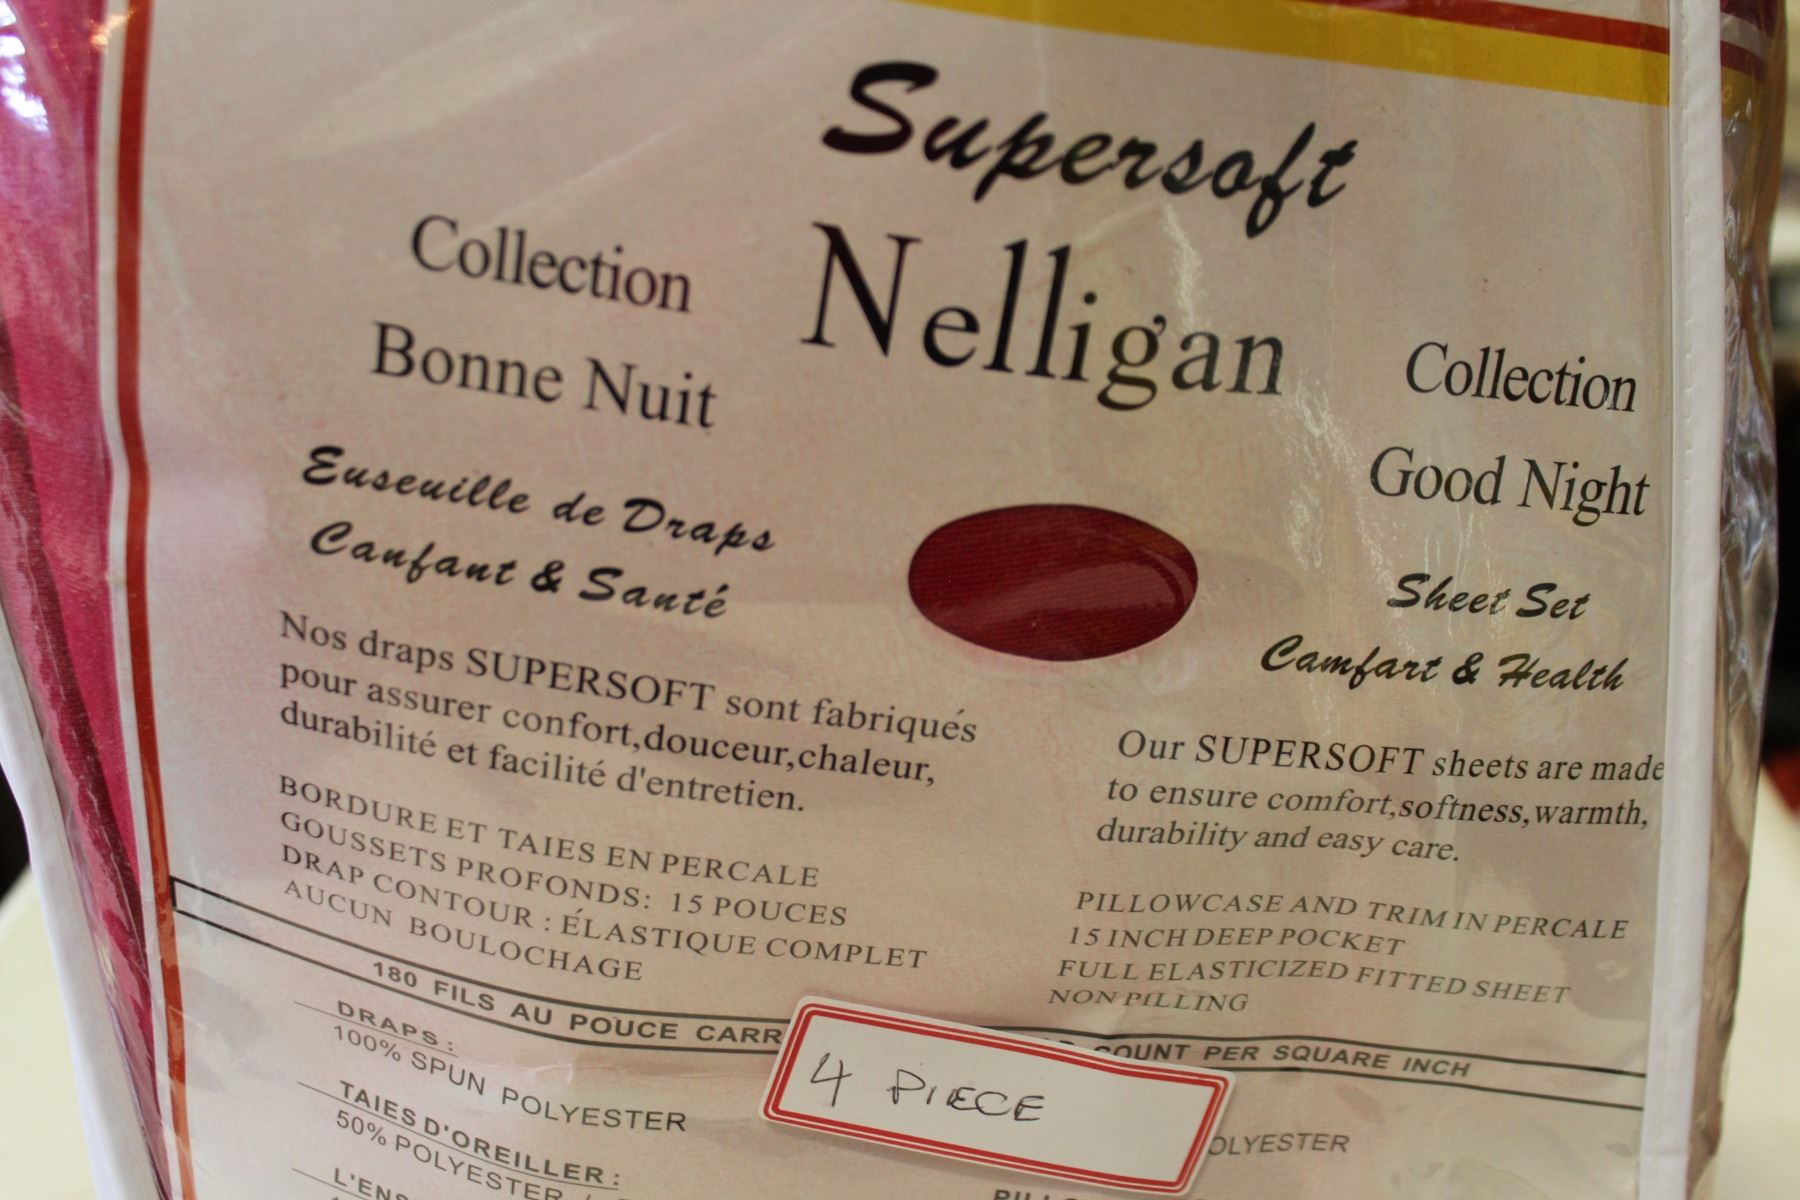 Supersoft
Nelligan
Collection
Bonne Nuit
Euseuille de Draps
Canfant & Santé
Nos draps SUPERSOFT sont fabriqués
pour assurer confort,douceur,chaleur,
durabilité et facilité d'entretien.
BORDURE ET TAIES EN PERCALE
GOUSSETS PROFONDS: 15 POUCES
DRAP CONTOUR : ÉLASTIQUE COMPLET
AUCUN BOULOCHAGE
Collection
Good Night
Sheet Set
Camfart & Health
Our SUPERSOFT sheets are made
to ensure comfort,softness,warmth,
durability and easy care.
PILLOWCASE AND TRIM IN PERCALE
15 INCH DEEP POCKET
FULL ELASTICIZED FITTED SHEET
NON PILLING
180 FILS AU POUCE CARR
OUNT PER SQUARE INCH
4 PIECE
DRAPS :
100% SPUN POLYESTER
TAIES D'OREILLER :
50% POLYESTER /
L'ENS
OLYESTER